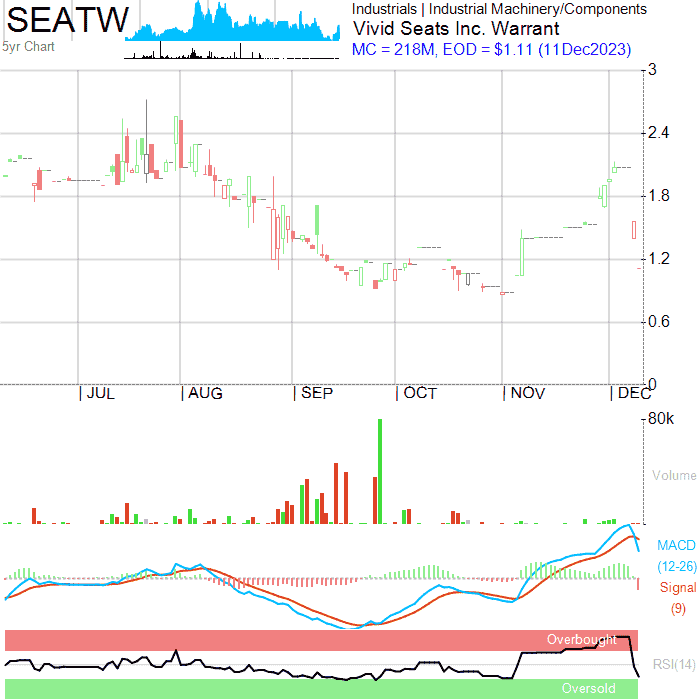 SEATW
5yr Chart
Industrials | Industrial Machinery/Components
Vivid Seats Inc. Warrant
MC = 218M, EOD = $1.11 (11Dec2023)
3
2.4
1.8
1.2
0.6
0
JUL AUG SEP OCT NOV DEC
80k
Volume
MACD
(12-26)
Signal
(9)
Overbought
RSI(14)
Oversold